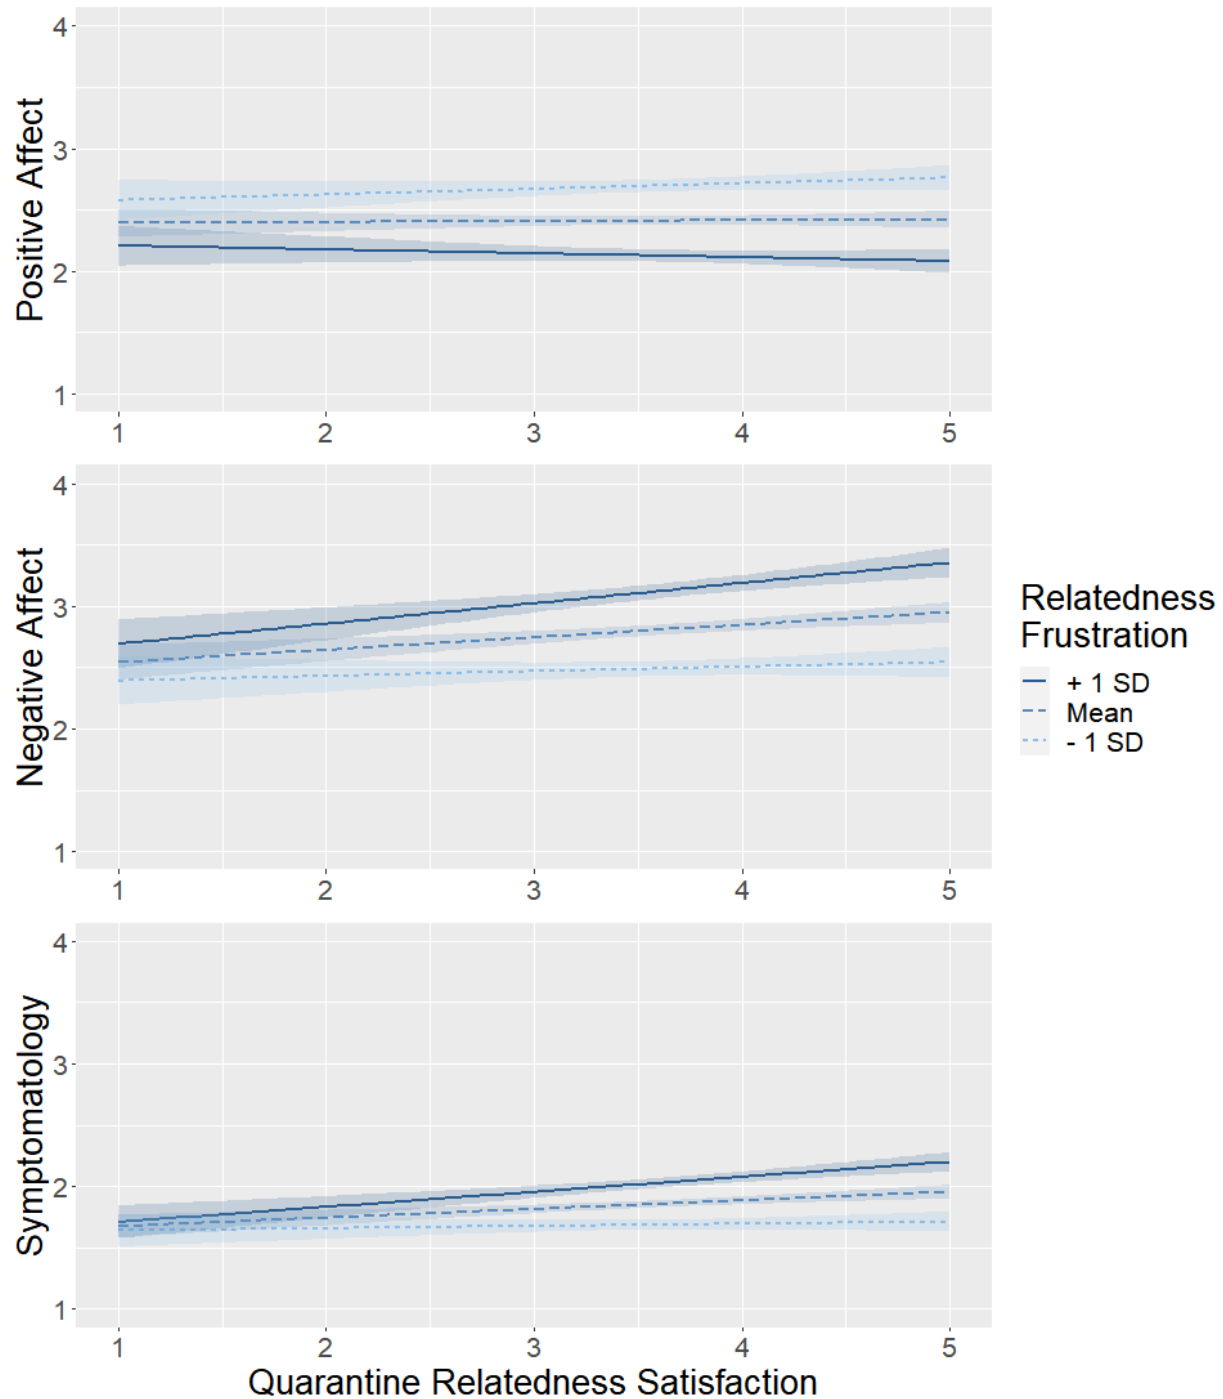 Positive Affect
4
3
2
1
1 2 3 4 5
Negative Affect
4
3
2
1
1 2 3 4 5
Symptomatology
4
3
2
1
1 2 3 4 5
Quarantine Relatedness Satisfaction
Relatedness
Frustration
+ 1 SD
Mean
- 1 SD